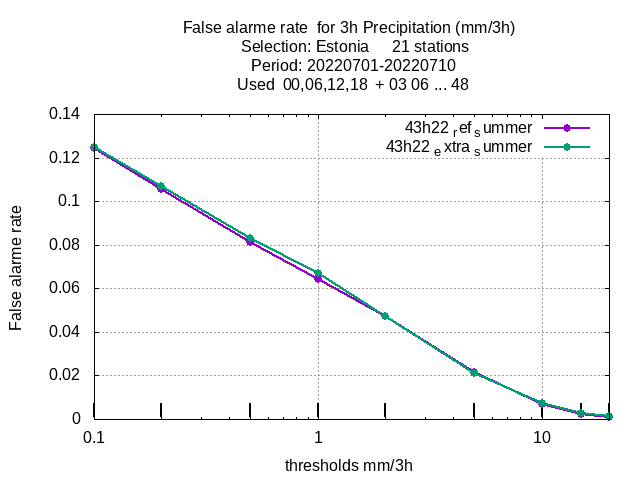 False alarme rate  for 3h Precipitation (mm/3h)
Selection: Estonia     21 stations
Period: 20220701-20220710
Used  00,06,12,18  + 03 06 ... 48
43h22 ref summer
43h22 extra summer
False alarme rate
0.14
0.12
0.1
0.08
0.06
0.04
0.02
0
0.1 1 10
thresholds mm/3h